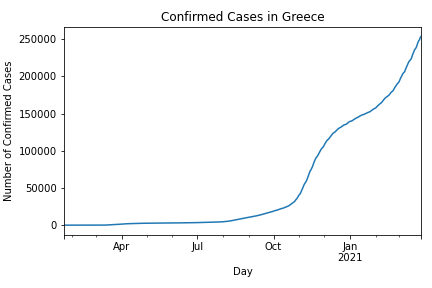 Confirmed Cases in Greece
250000
200000
150000
100000
50000
0
Number of Confirmed Cases
Apr
Jul
Oct
Jan
2021
Day